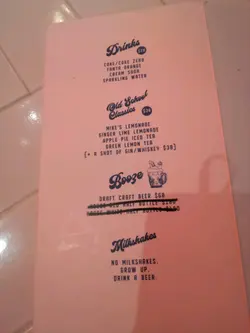 Drinks
COKE/COKE ZERO
FANTA ORANGE
CREAM SODA
SPARKLING WATER
Old School
Classics
MIKE'S LEMONADE
GINGER LIME LEMONADE
APPLE PIE ICED TEA
GREEN LEMON TEA
(+ A SHOT OF GIN/WHISKEY $38)
Booze
DRAFT CRAFT BEER $68
Milkshakes
NO MILKSHAKES.
GROW UP.
DRINK A BEER.